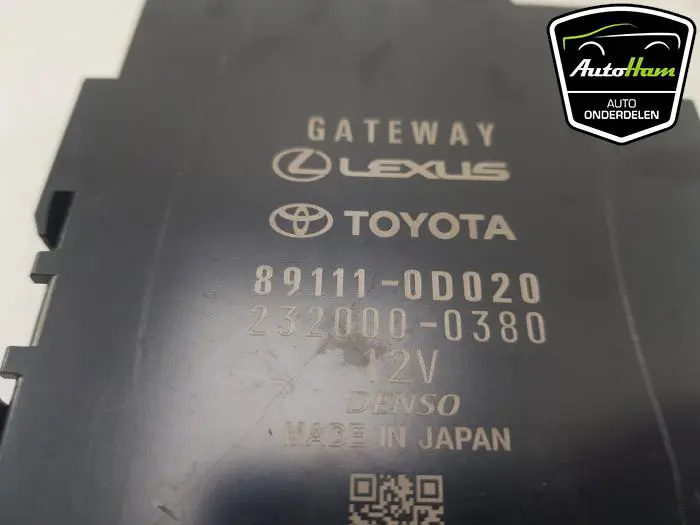 AutoHam
AUTO
ONDERDELEN
GATEWAY
LEXUS
TOYOTA
89111-0D020
232000-0380
12V
DENSO
MADE IN JAPAN